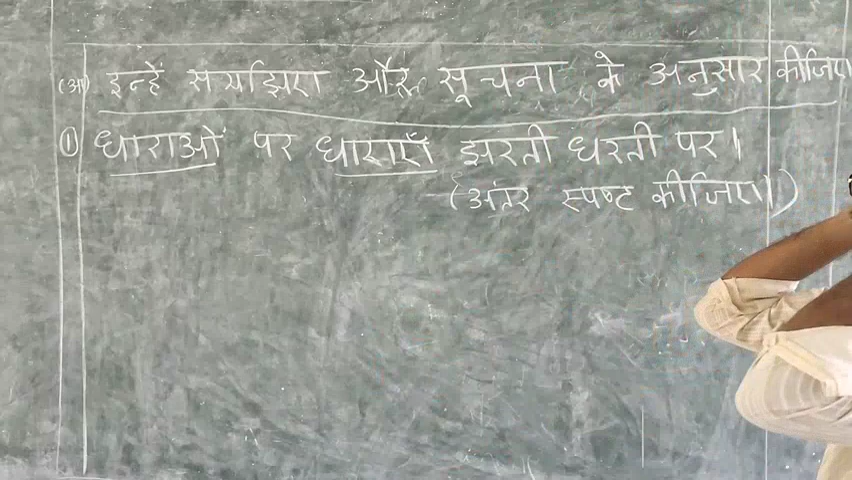 (आ) इन्हें समझिए और सूचना के अनुसार कीजिए
① धाराओं पर धाराएँ झरती धरती पर।
(अंतर स्पष्ट कीजिए।)